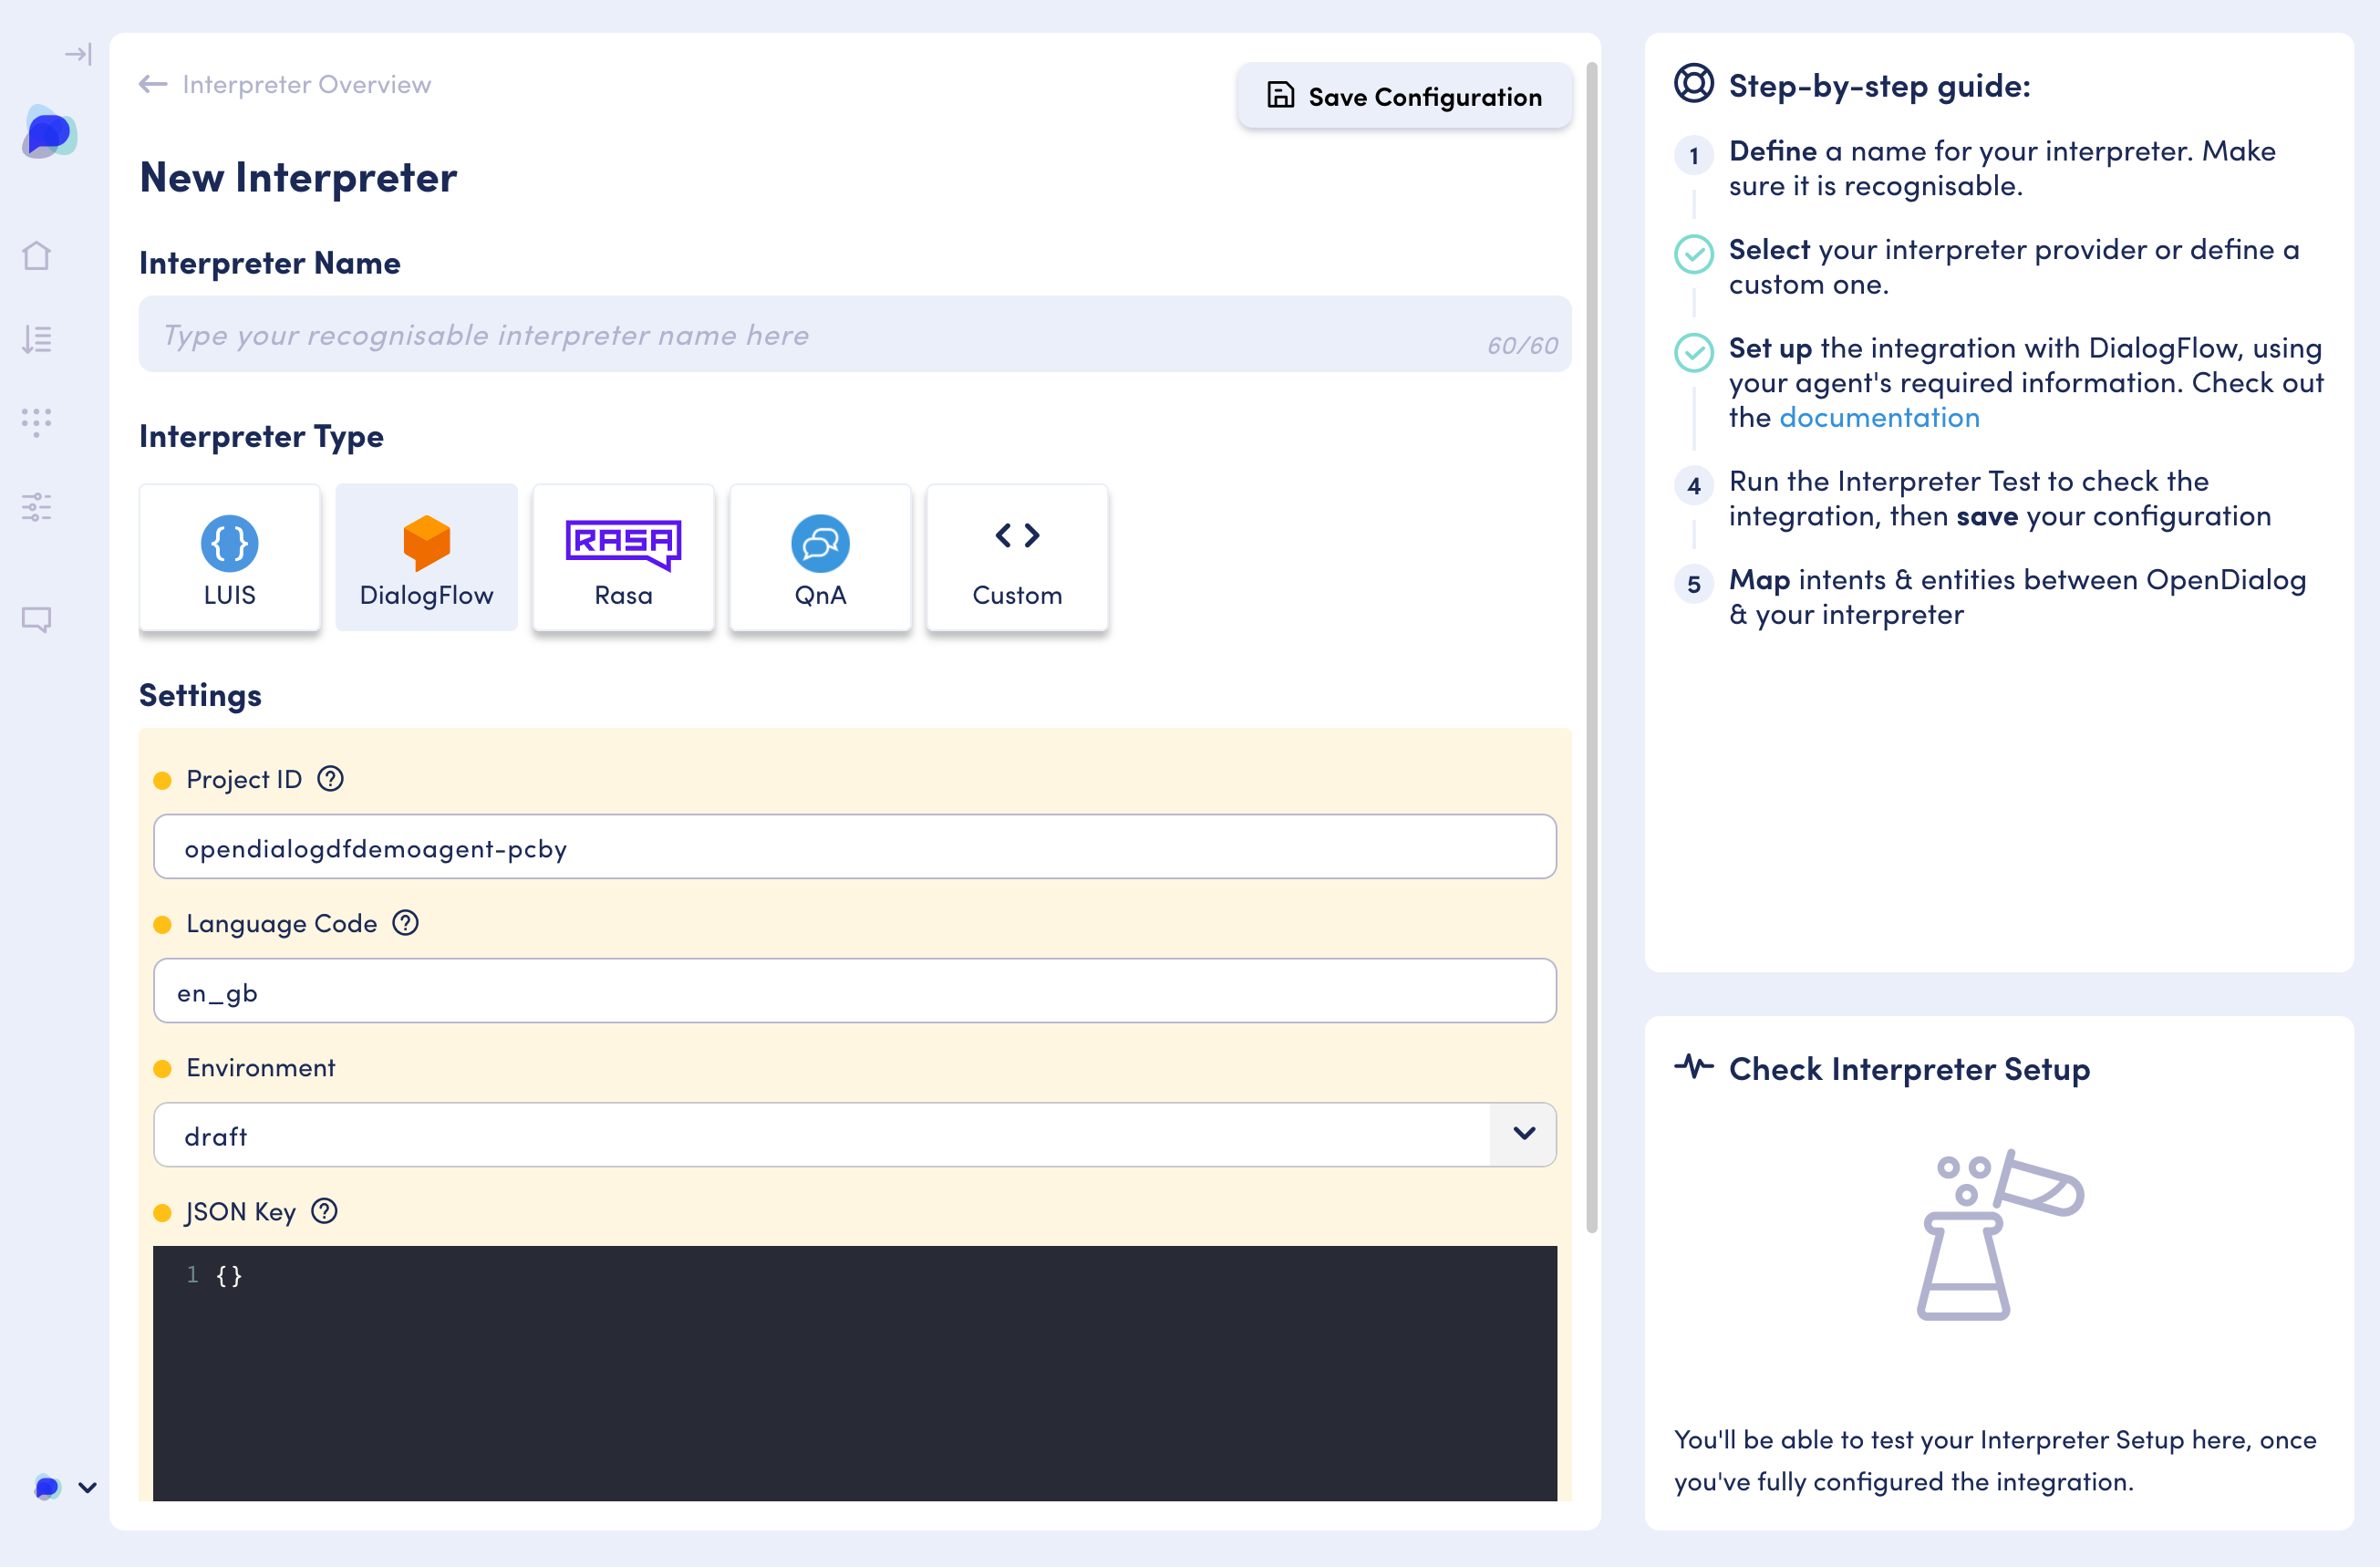 Interpreter Overview
Save Configuration
New Interpreter
Interpreter Name
Type your recognisable interpreter name here
60/60
Interpreter Type
{ }
LUIS
DialogFlow
RASA
Rasa
QnA
< >
Custom
Settings
Project ID ?
opendialogdfdemoagent-pcby
Language Code ?
en_gb
Environment
draft
JSON Key ?
1 {}
Step-by-step guide:
1 Define a name for your interpreter. Make
sure it is recognisable.
Select your interpreter provider or define a
custom one.
Set up the integration with DialogFlow, using
your agent's required information. Check out
the documentation
4 Run the Interpreter Test to check the
integration, then save your configuration
5 Map intents & entities between OpenDialog
& your interpreter
Check Interpreter Setup
You'll be able to test your Interpreter Setup here, once
you've fully configured the integration.